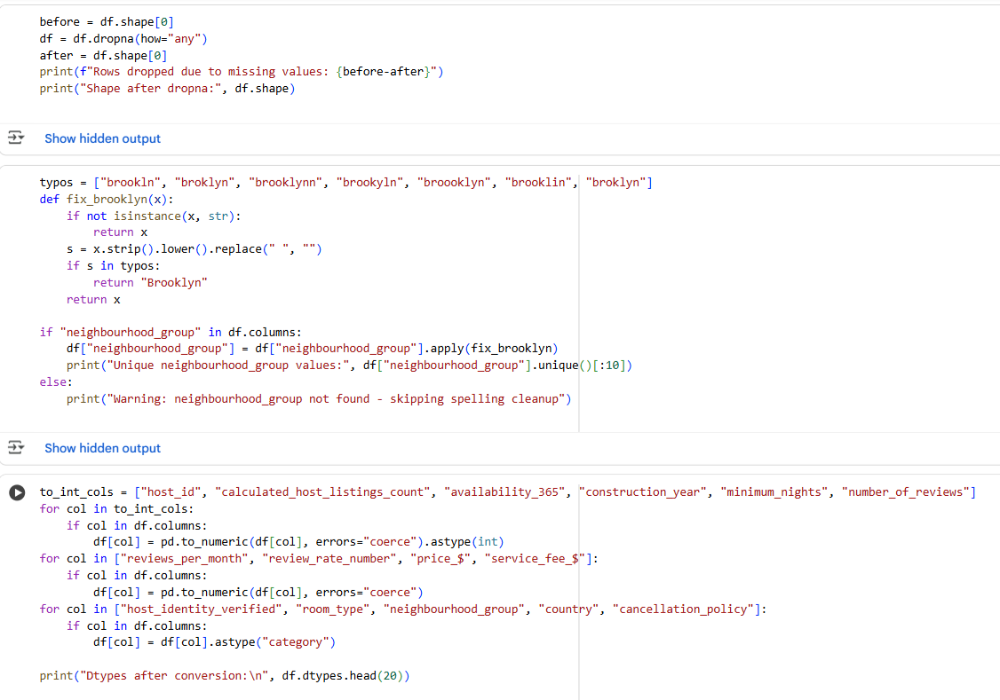 before = df.shape[0]
df = df.dropna(how="any")
after = df.shape[0]
print(f"Rows dropped due to missing values: {before-after}")
print("Shape after dropna:", df.shape)
Show hidden output
typos = ["brookln", "broklyn", "brooklynn", "brookyln", "broooklyn", "brooklin", "broklyn"]
def fix_brooklyn(x):
    if not isinstance(x, str):
        return x
    s = x.strip().lower().replace(" ", "")
    if s in typos:
        return "Brooklyn"
    return x
if "neighbourhood_group" in df.columns:
    df["neighbourhood_group"] = df["neighbourhood_group"].apply(fix_brooklyn)
    print("Unique neighbourhood_group values:", df["neighbourhood_group"].unique()[:10])
else:
    print("Warning: neighbourhood_group not found - skipping spelling cleanup")
Show hidden output
to_int_cols = ["host_id", "calculated_host_listings_count", "availability_365", "construction_year", "minimum_nights", "number_of_reviews"]
for col in to_int_cols:
    if col in df.columns:
        df[col] = pd.to_numeric(df[col], errors="coerce").astype(int)
for col in ["reviews_per_month", "review_rate_number", "price_$", "service_fee_$"]:
    if col in df.columns:
        df[col] = pd.to_numeric(df[col], errors="coerce")
for col in ["host_identity_verified", "room_type", "neighbourhood_group", "country", "cancellation_policy"]:
    if col in df.columns:
        df[col] = df[col].astype("category")
print("Dtypes after conversion:\n", df.dtypes.head(20))